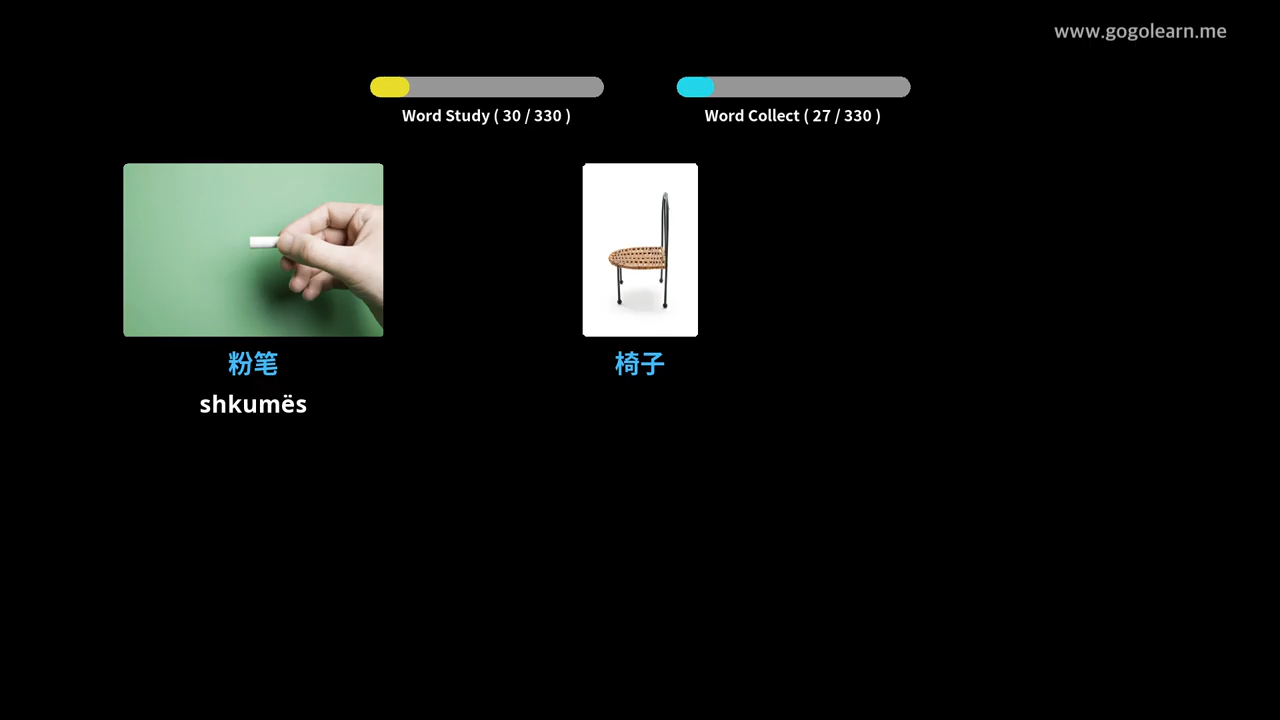 www.gogolearn.me
Word Study ( 30 / 330 )
Word Collect ( 27 / 330 )
粉笔
椅子
shkumës